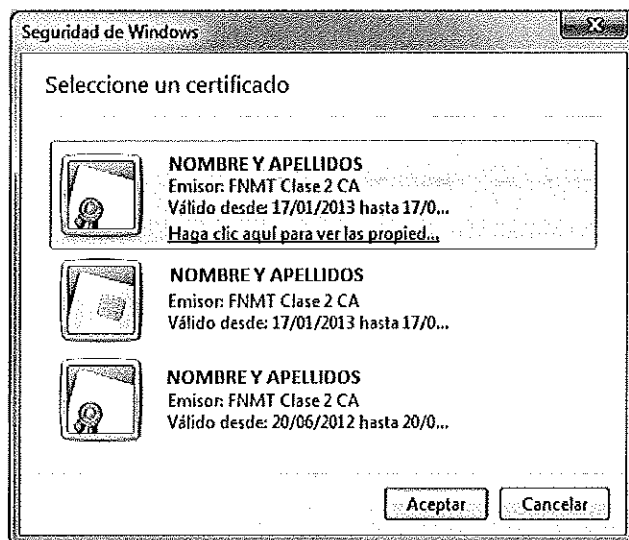 Seguridad de Windows
Seleccione un certificado
NOMBRE Y APELLIDOS
Emisor: FNMT Clase 2 CA
Válido desde: 17/01/2013 hasta 17/0...
Haga clic aquí para ver las propied...
NOMBRE Y APELLIDOS
Emisor: FNMT Clase 2 CA
Válido desde: 17/01/2013 hasta 17/0...
NOMBRE Y APELLIDOS
Emisor: FNMT Clase 2 CA
Válido desde: 20/06/2012 hasta 20/0...
Aceptar Cancelar